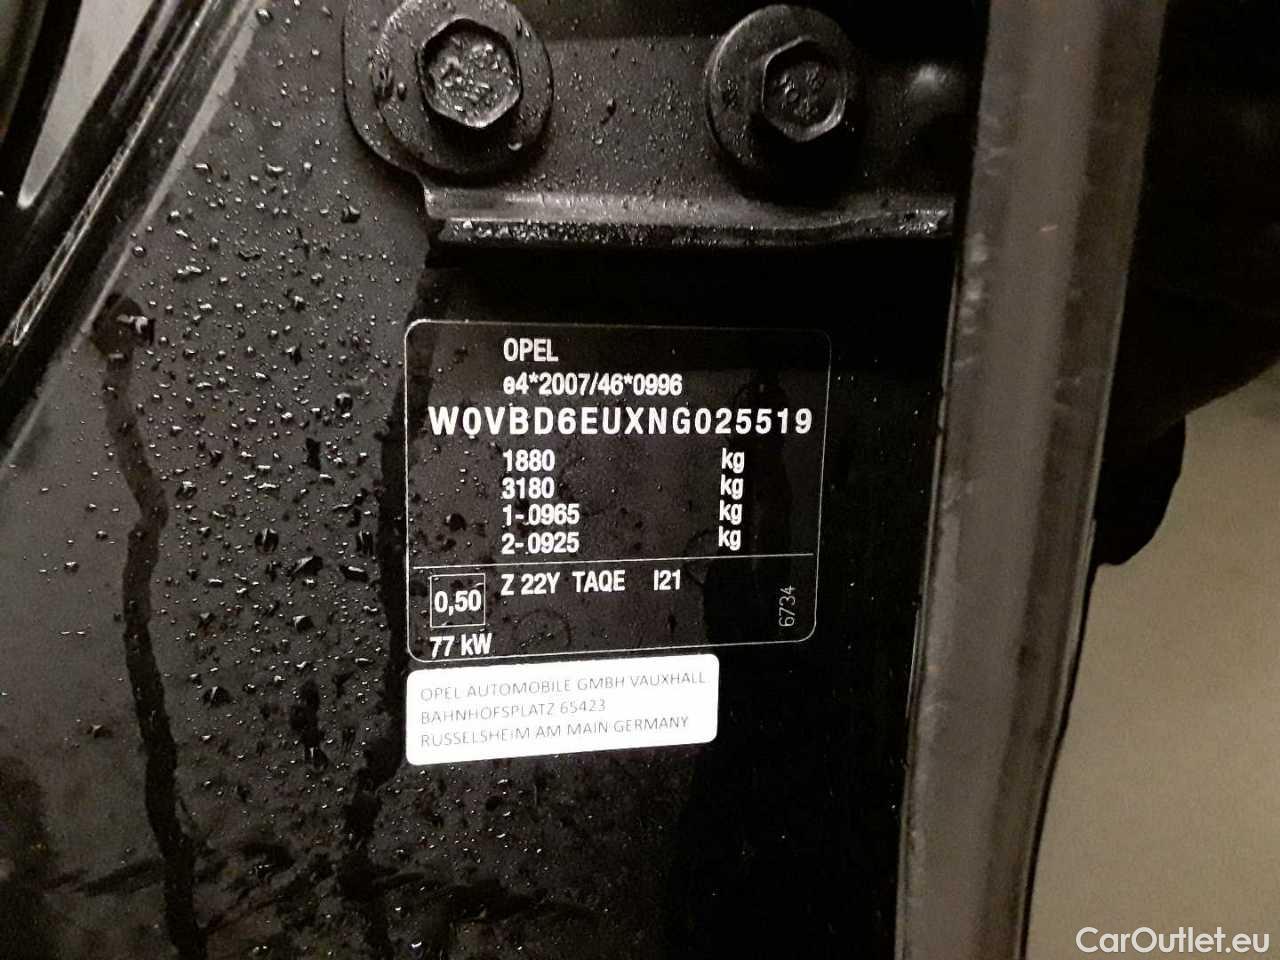 OPEL
e4*2007/46*0996
W0VBD6EUXNG025519
1880 kg
3180 kg
1-0965 kg
2-0925 kg
0,50 Z 22Y TAQE I21
6734
77 kW
OPEL AUTOMOBILE GMBH VAUXHALL
BAHNHOFSPLATZ 65423
RUSSELSHEIM AM MAIN GERMANY
CarOutlet.eu